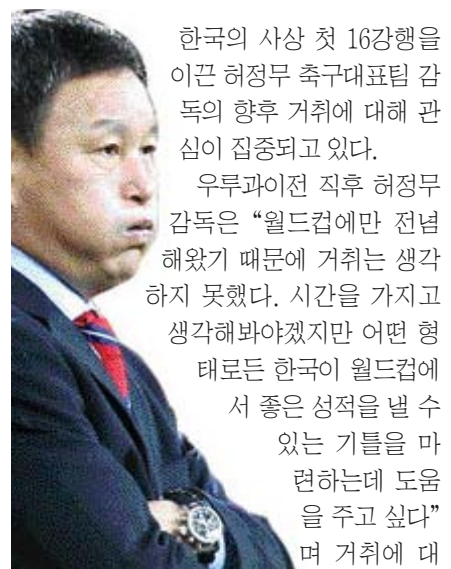 한국의 사상 첫 16강행을
이끈 허정무 축구대표팀 감
독의 향후 거취에 대해 관
심이 집중되고 있다.
우루과이전 직후 허정무
감독은 “월드컵에만 전념
해왔기 때문에 거취는 생각
하지 못했다. 시간을 가지고
생각해봐야겠지만 어떤 형
태로든 한국이 월드컵에
서 좋은 성적을 낼 수
있는 기틀을 마
련하는데 도움
을 주고 싶다”
며 거취에 대